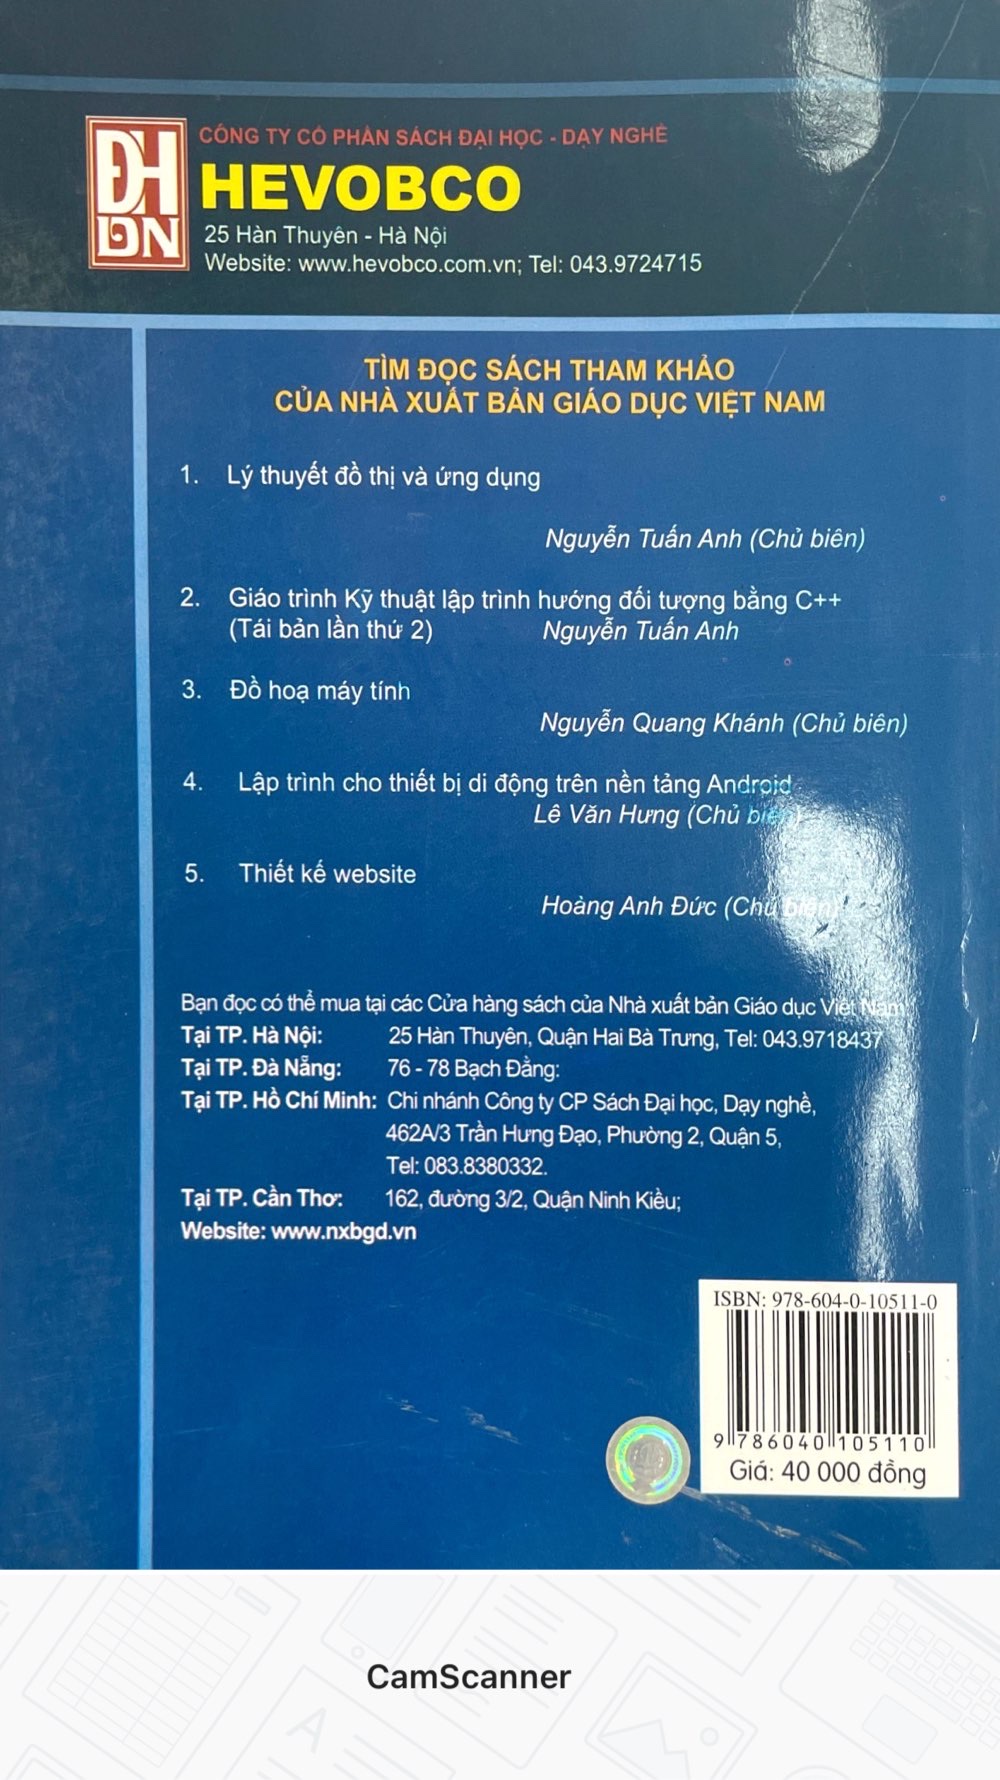 ĐH
DN
CÔNG TY CỔ PHẦN SÁCH ĐẠI HỌC - DẠY NGHỀ
HEVOBCO
25 Hàn Thuyên - Hà Nội
Website: www.hevobco.com.vn; Tel: 043.9724715
TÌM ĐỌC SÁCH THAM KHẢO
CỦA NHÀ XUẤT BẢN GIÁO DỤC VIỆT NAM
1. Lý thuyết đồ thị và ứng dụng
Nguyễn Tuấn Anh (Chủ biên)
2. Giáo trình Kỹ thuật lập trình hướng đối tượng bằng C++
(Tái bản lần thứ 2) Nguyễn Tuấn Anh
3. Đồ hoạ máy tính
Nguyễn Quang Khánh (Chủ biên)
4. Lập trình cho thiết bị di động trên nền tảng Android
Lê Văn Hưng (Chủ biên)
5. Thiết kế website
Hoàng Anh Đức (Chủ biên)
Bạn đọc có thể mua tại các Cửa hàng sách của Nhà xuất bản Giáo dục Việt Nam
Tại TP. Hà Nội: 25 Hàn Thuyên, Quận Hai Bà Trưng, Tel: 043.9718437
Tại TP. Đà Nẵng: 76 - 78 Bạch Đằng:
Tại TP. Hồ Chí Minh: Chi nhánh Công ty CP Sách Đại học, Dạy nghề,
462A/3 Trần Hưng Đạo, Phường 2, Quận 5,
Tel: 083.8380332.
Tại TP. Cần Thơ: 162, đường 3/2, Quận Ninh Kiều;
Website: www.nxbgd.vn
ISBN: 978-604-0-10511-0
9 786040 105110
Giá: 40 000 đồng
CamScanner